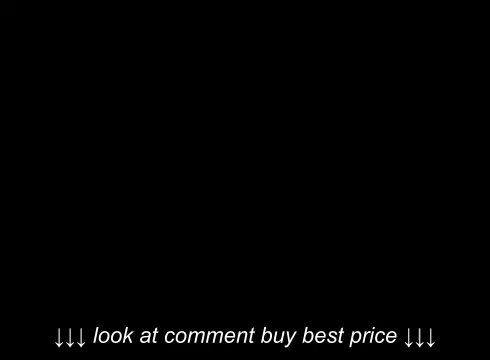 ↓↓↓ look at comment buy best price ↓↓↓